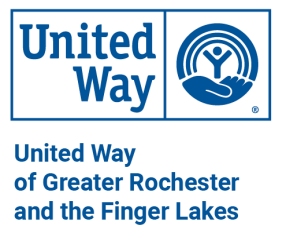 United
Way
®
United Way
of Greater Rochester
and the Finger Lakes